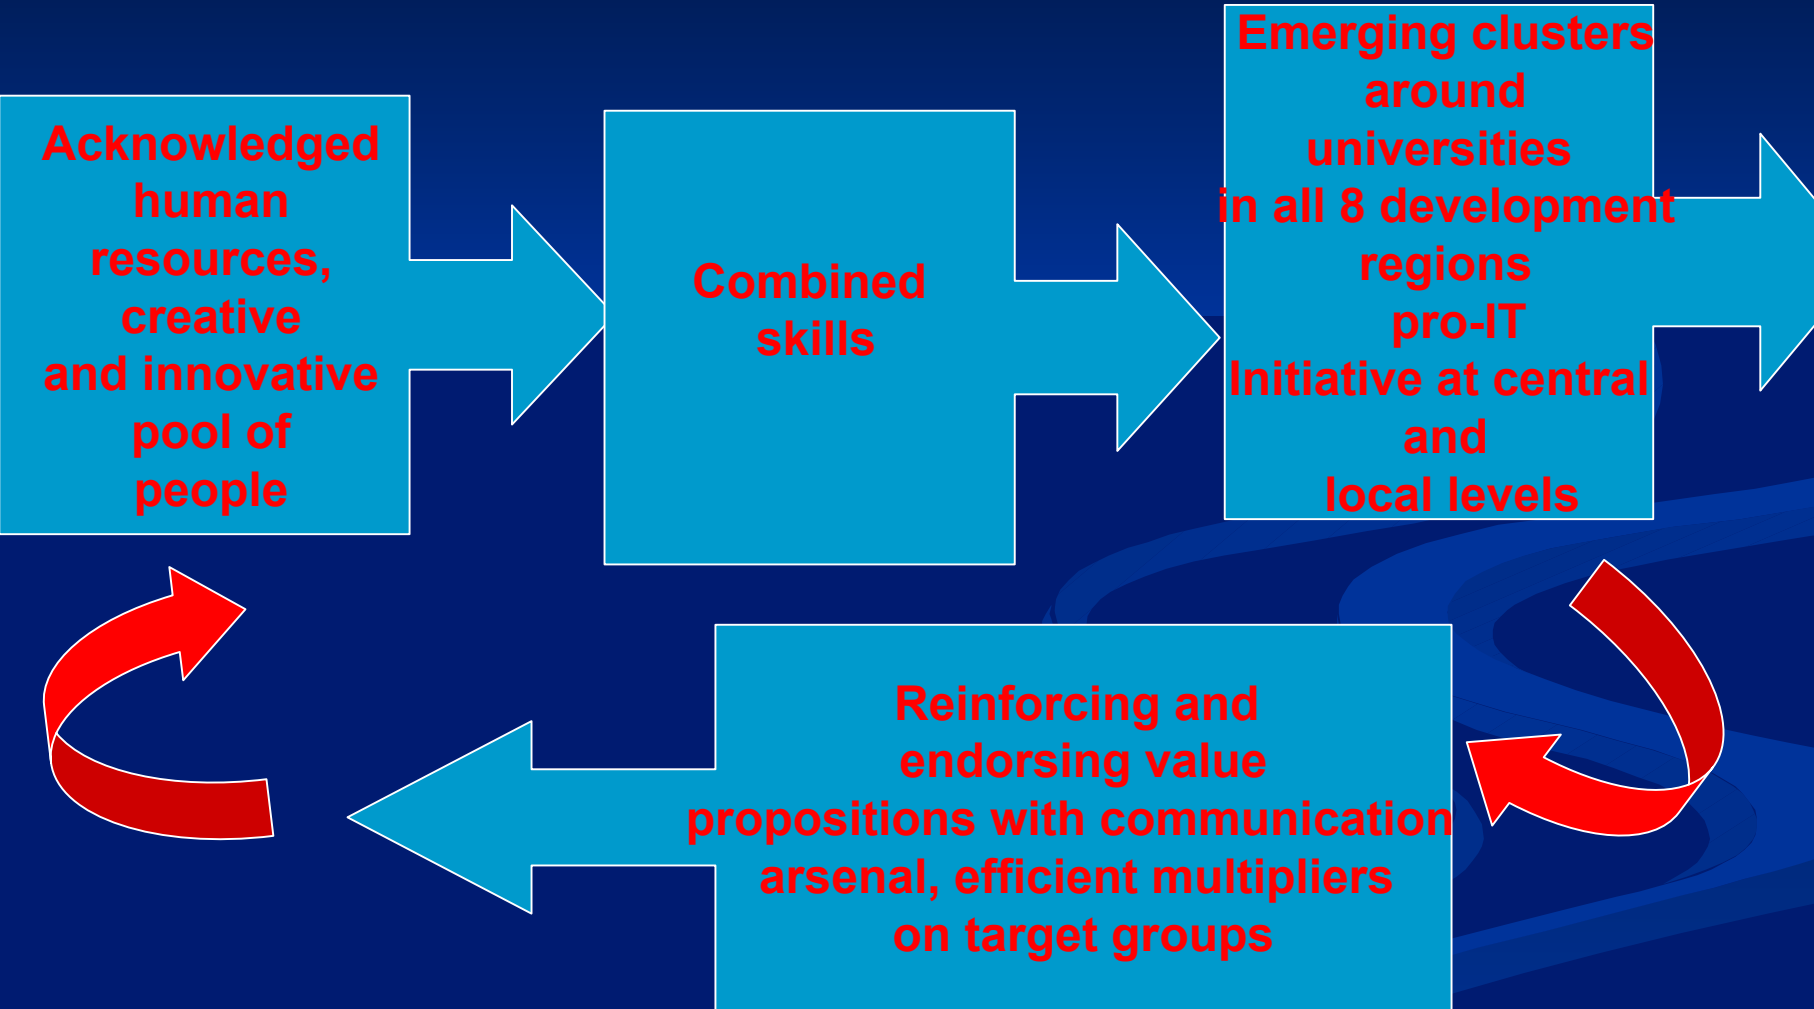 Acknowledged
human
resources,
creative
and innovative
pool of
people
Combined
skills
Emerging clusters
around
universities
in all 8 development
regions
pro-IT
Initiative at central
and
local levels
Reinforcing and
endorsing value
propositions with communication
arsenal, efficient multipliers
on target groups